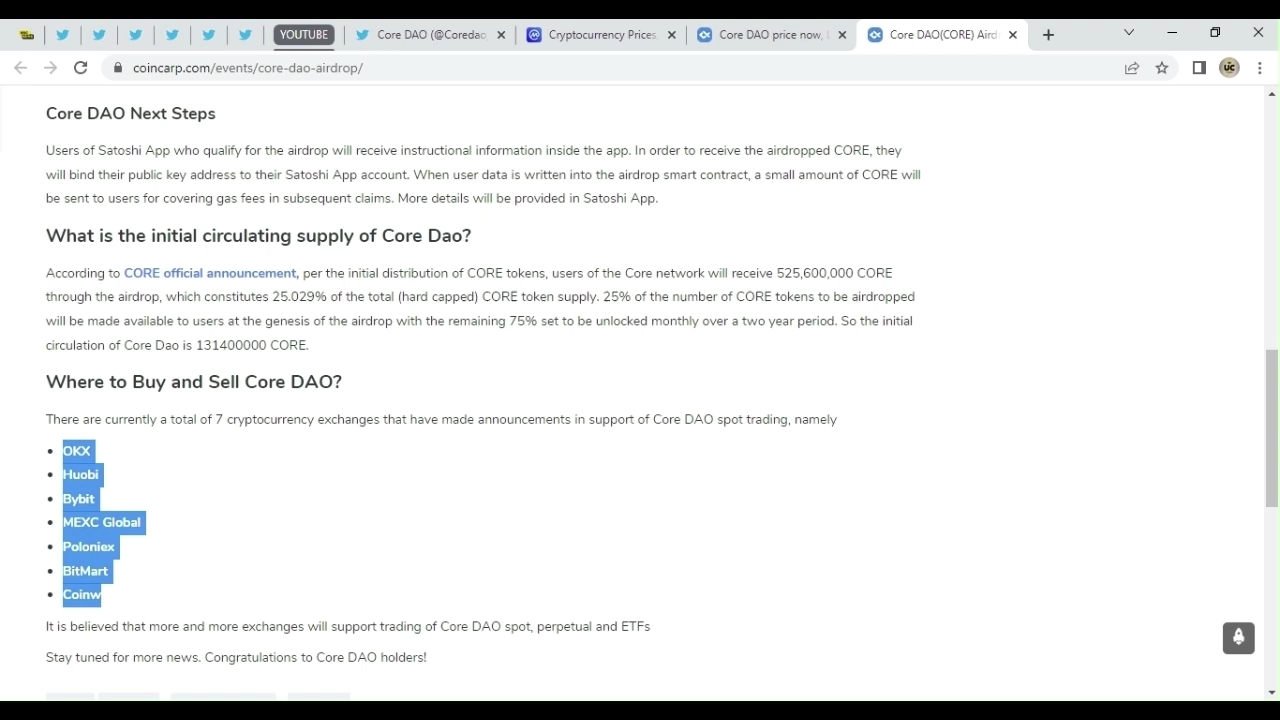 YOUTUBE
Core DAO (@Coredao
Cryptocurrency Prices,
Core DAO price now, 
Core DAO(CORE) Aird
coincarp.com/events/core-dao-airdrop/
UC
Core DAO Next Steps
Users of Satoshi App who qualify for the airdrop will receive instructional information inside the app. In order to receive the airdropped CORE, they
will bind their public key address to their Satoshi App account. When user data is written into the airdrop smart contract, a small amount of CORE will
be sent to users for covering gas fees in subsequent claims. More details will be provided in Satoshi App.
What is the initial circulating supply of Core Dao?
According to CORE official announcement, per the initial distribution of CORE tokens, users of the Core network will receive 525,600,000 CORE
through the airdrop, which constitutes 25.029% of the total (hard capped) CORE token supply. 25% of the number of CORE tokens to be airdropped
will be made available to users at the genesis of the airdrop with the remaining 75% set to be unlocked monthly over a two year period. So the initial
circulation of Core Dao is 131400000 CORE.
Where to Buy and Sell Core DAO?
There are currently a total of 7 cryptocurrency exchanges that have made announcements in support of Core DAO spot trading, namely
OKX
Huobi
Bybit
MEXC Global
Poloniex
BitMart
Coinw
It is believed that more and more exchanges will support trading of Core DAO spot, perpetual and ETFs
Stay tuned for more news. Congratulations to Core DAO holders!